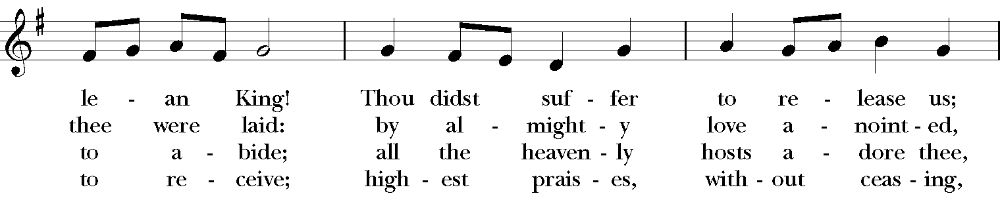 le - an King! Thou didst suf - fer to re - lease us;
thee were laid: by al - might - y love a - noint - ed,
to a - bide; all the heaven - ly hosts a - dore thee,
to re - ceive; high - est prais - es, with - out ceas - ing,